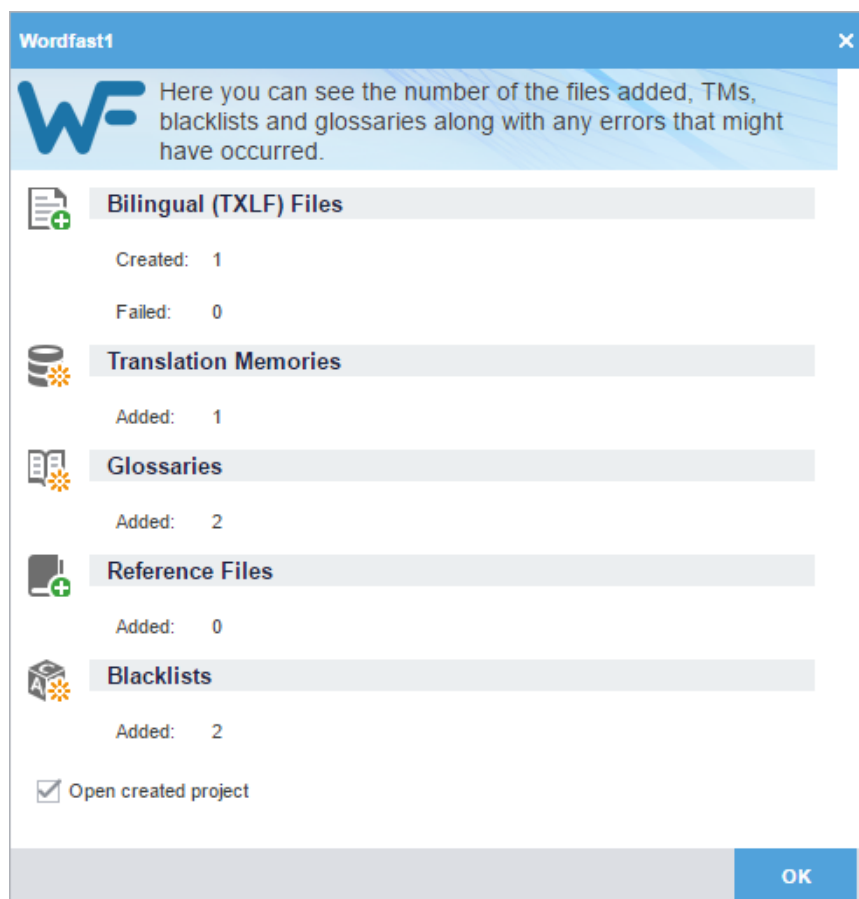 Wordfast1
Here you can see the number of the files added, TMs,
blacklists and glossaries along with any errors that might
have occurred.
Bilingual (TXLF) Files
Created: 1
Failed: 0
Translation Memories
Added: 1
Glossaries
Added: 2
Reference Files
Added: 0
Blacklists
Added: 2
Open created project
OK